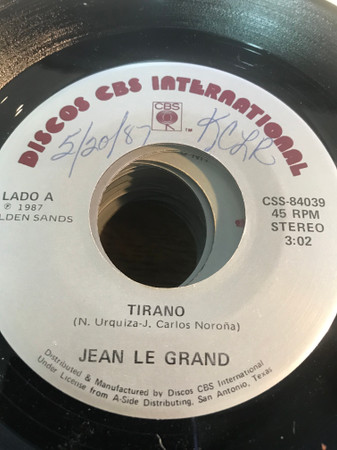 DISCOS CBS INTERNATIONAL
CBS
TM
5/20/87 KCLR
LADO A
℗ 1987
LDEN SANDS
CSS-84039
45 RPM
STEREO
3:02
TIRANO
(N. Urquiza-J. Carlos Noroña)
JEAN LE GRAND
Distributed & Manufactured by Discos CBS International
Under License from A-Side Distributing, San Antonio, Texas